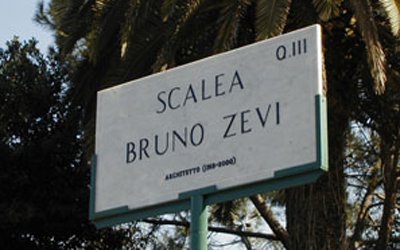 Q.III
SCALEA
BRUNO ZEVI
ARCHITETTO (1918-2000)